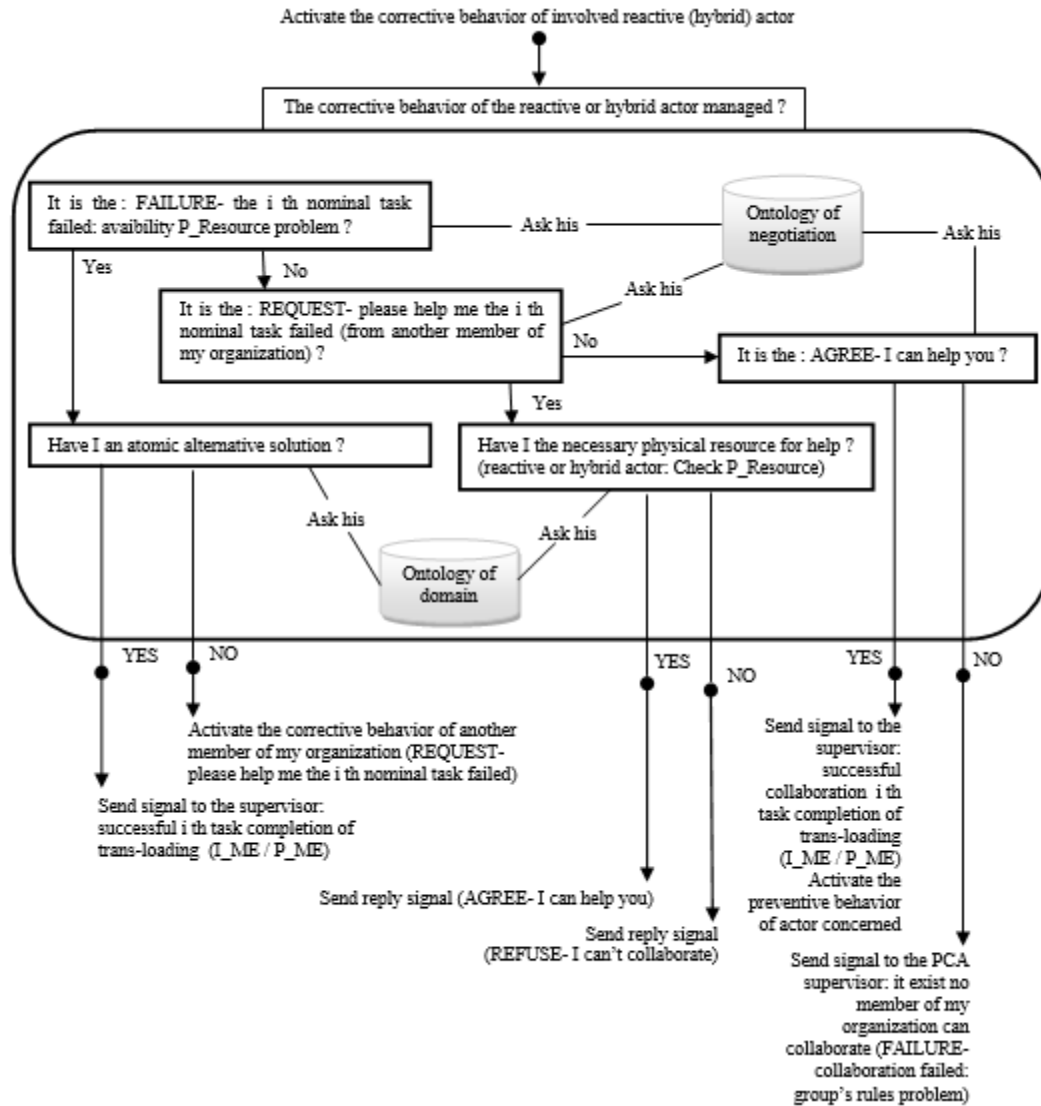 Activate the corrective behavior of involved reactive (hybrid) actor
The corrective behavior of the reactive or hybrid actor managed ?
It is the : FAILURE- the i th nominal task
failed: avaibility P_Resource problem ?
Ask his
Ontology of
negotiation
Ask his
Yes
No
Ask his
It is the : REQUEST- please help me the i th
nominal task failed (from another member of
my organization) ?
No
It is the : AGREE- I can help you ?
Yes
Have I an atomic alternative solution ?
Have I the necessary physical resource for help ?
(reactive or hybrid actor: Check P_Resource)
Ask his
Ask his
Ontology of
domain
YES
NO
YES
NO
YES
NO
Activate the corrective behavior of another
member of my organization (REQUEST-
please help me the i th nominal task failed)
Send signal to the supervisor:
successful i th task completion of
trans-loading (I_ME / P_ME)
Send reply signal (AGREE- I can help you)
Send reply signal
(REFUSE- I can't collaborate)
Send signal to the
supervisor:
successful
collaboration i th
task completion of
trans-loading
(I_ME / P_ME)
Activate the
preventive behavior
of actor concerned
Send signal to the PCA
supervisor: it exist no
member of my
organization can
collaborate (FAILURE-
collaboration failed:
group's rules problem)